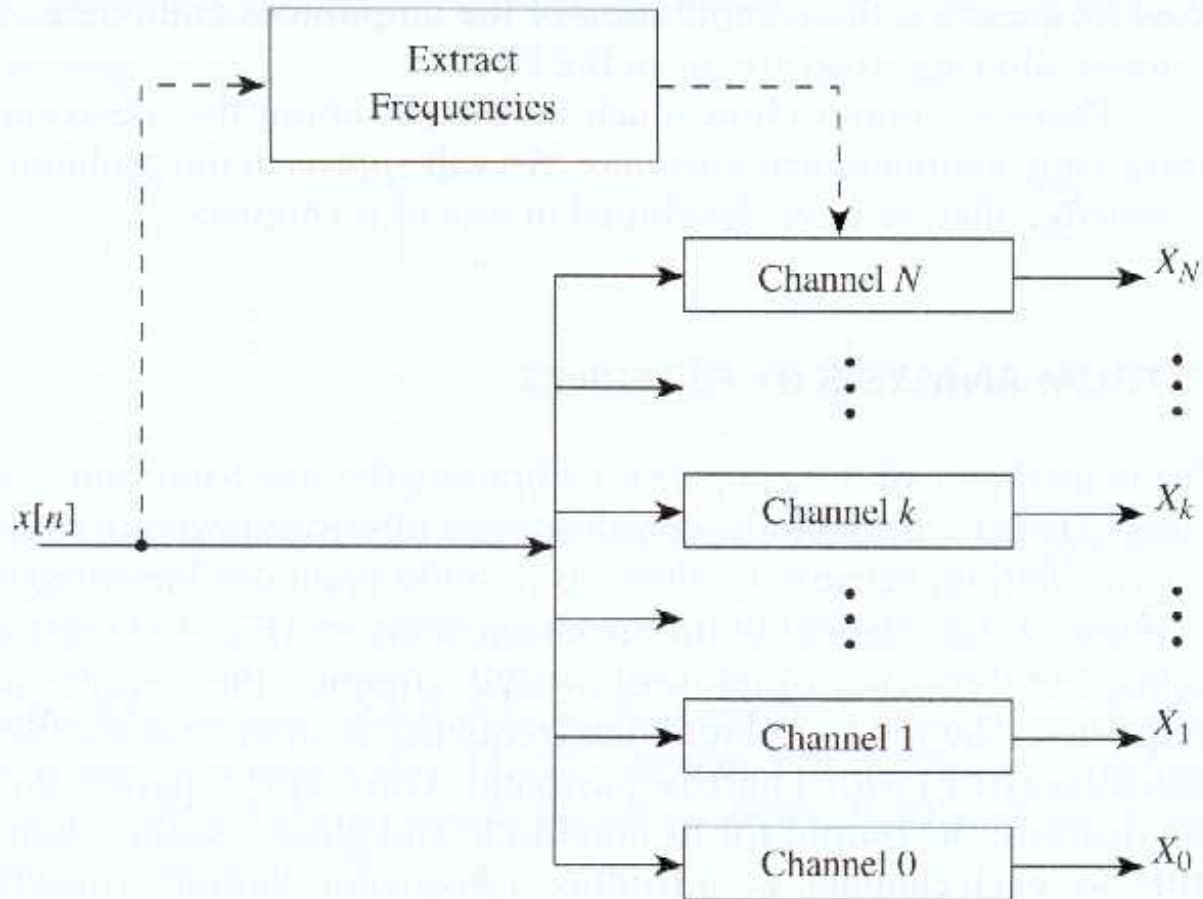 Extract
Frequencies
Channel N
X_N
x[n]
Channel k
X_k
Channel 1
X_1
Channel 0
X_0